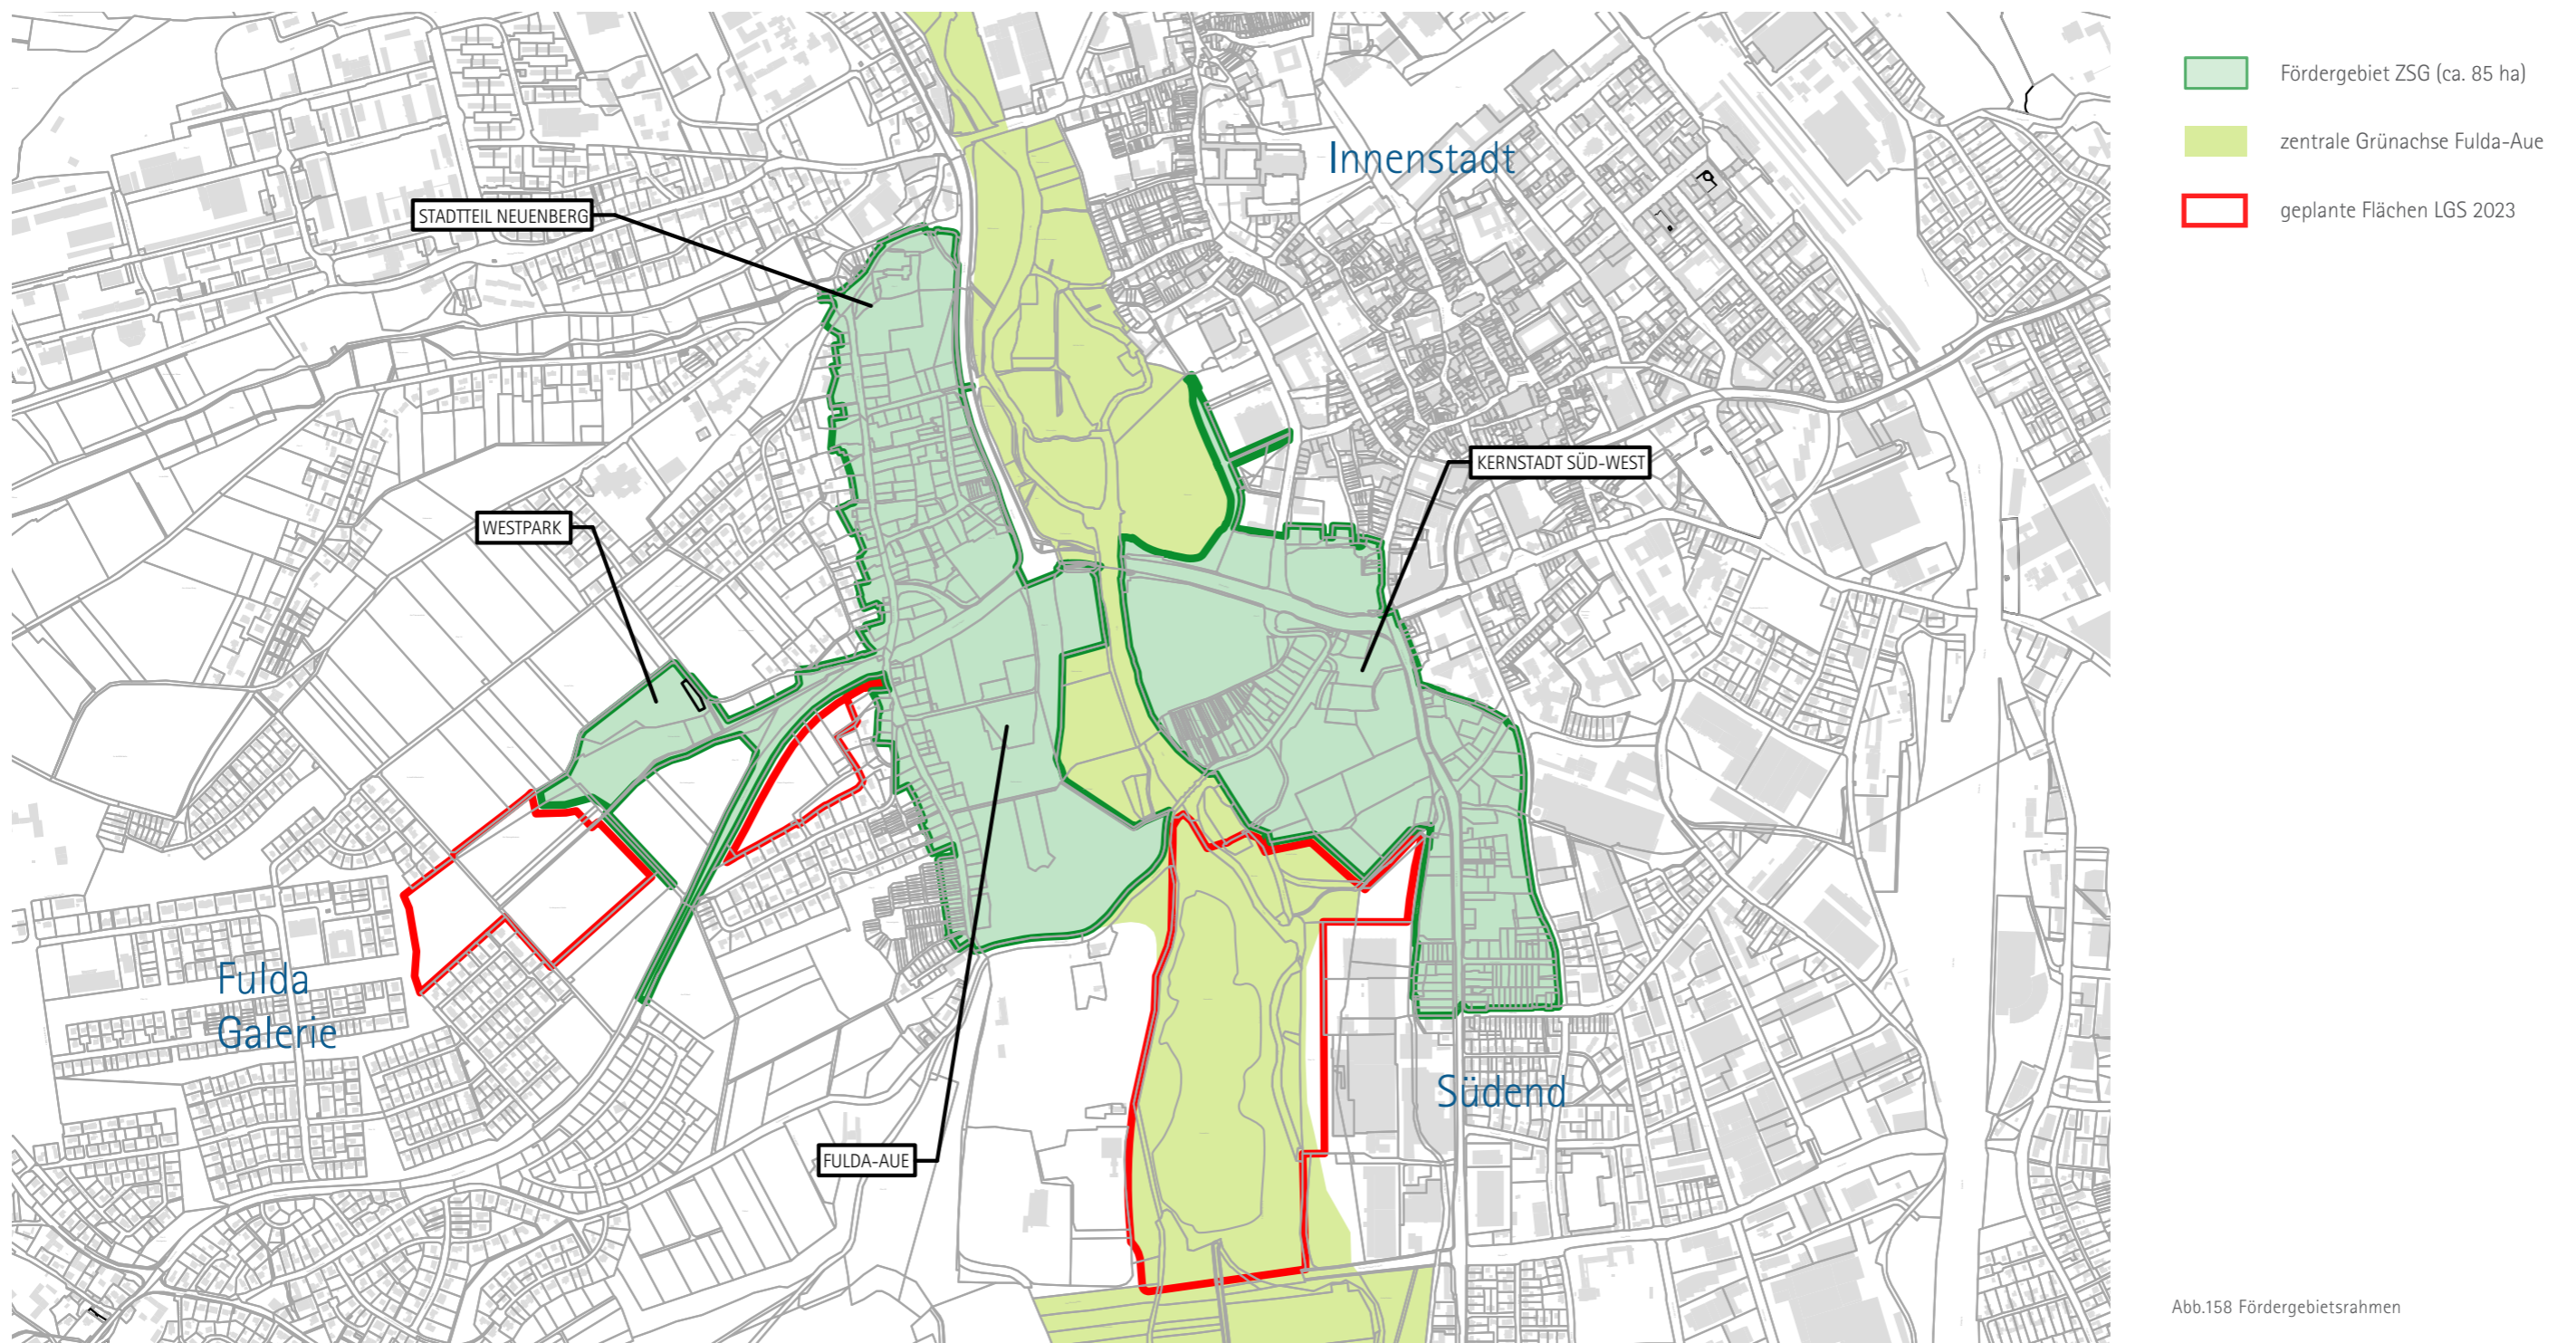 Fördergebiet ZSG (ca. 85 ha)
zentrale Grünachse Fulda-Aue
geplante Flächen LGS 2023
Innenstadt
STADTTEIL NEUENBERG
KERNSTADT SÜD-WEST
WESTPARK
Fulda
Galerie
Südend
FULDA-AUE
Abb.158 Fördergebietsrahmen